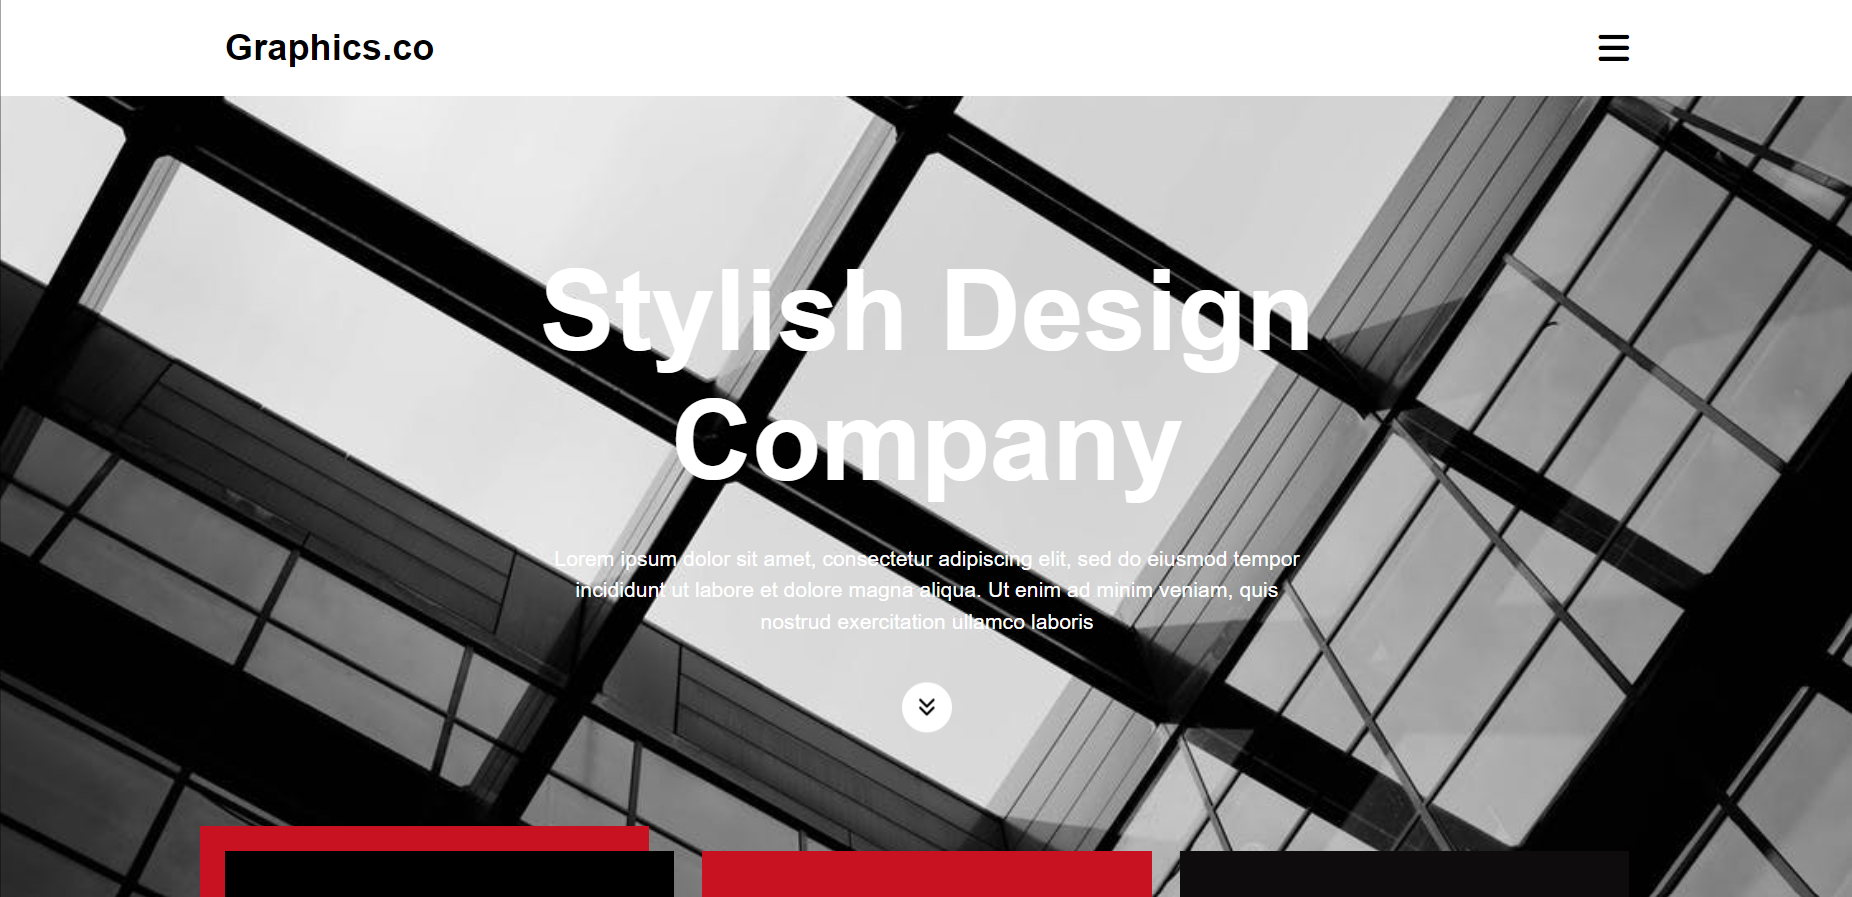 Graphics.co
Stylish Design
Company
Lorem ipsum dolor sit amet, consectetur adipiscing elit, sed do eiusmod tempor
incididunt ut labore et dolore magna aliqua. Ut enim ad minim veniam, quis
nostrud exercitation ullamco laboris